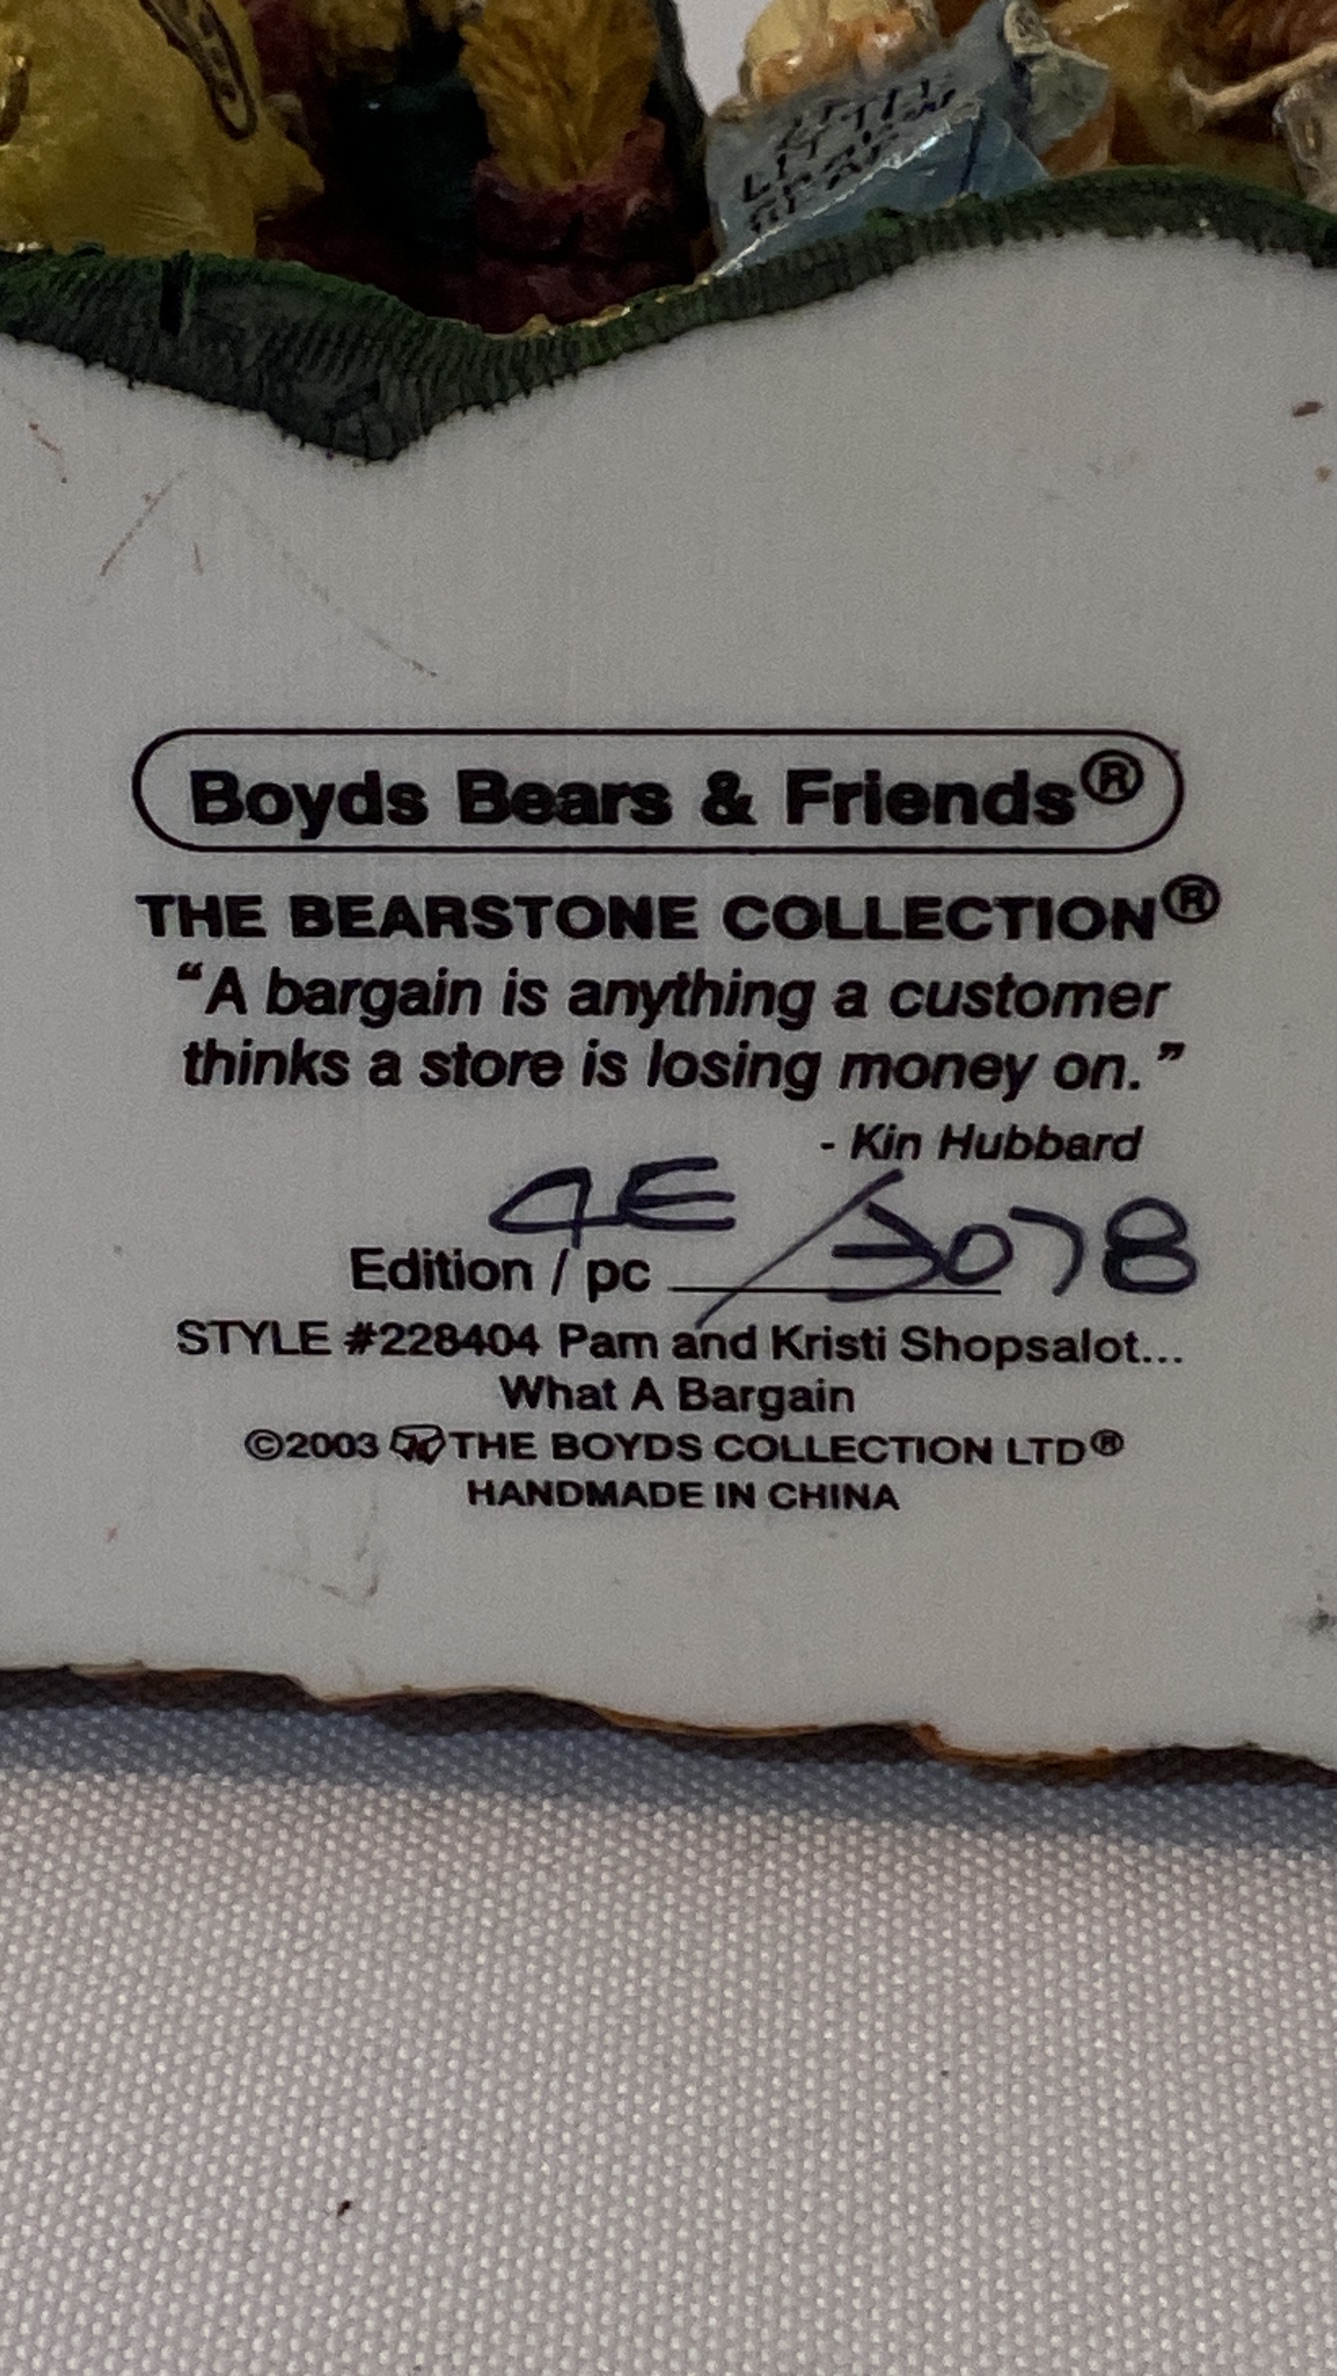 Boyds Bears & Friends®
THE BEARSTONE COLLECTION®
“A bargain is anything a customer
thinks a store is losing money on.”
- Kin Hubbard
4E /5078
Edition / pc
STYLE #228404 Pam and Kristi Shopsalot...
What A Bargain
©2003 THE BOYDS COLLECTION LTD®
HANDMADE IN CHINA